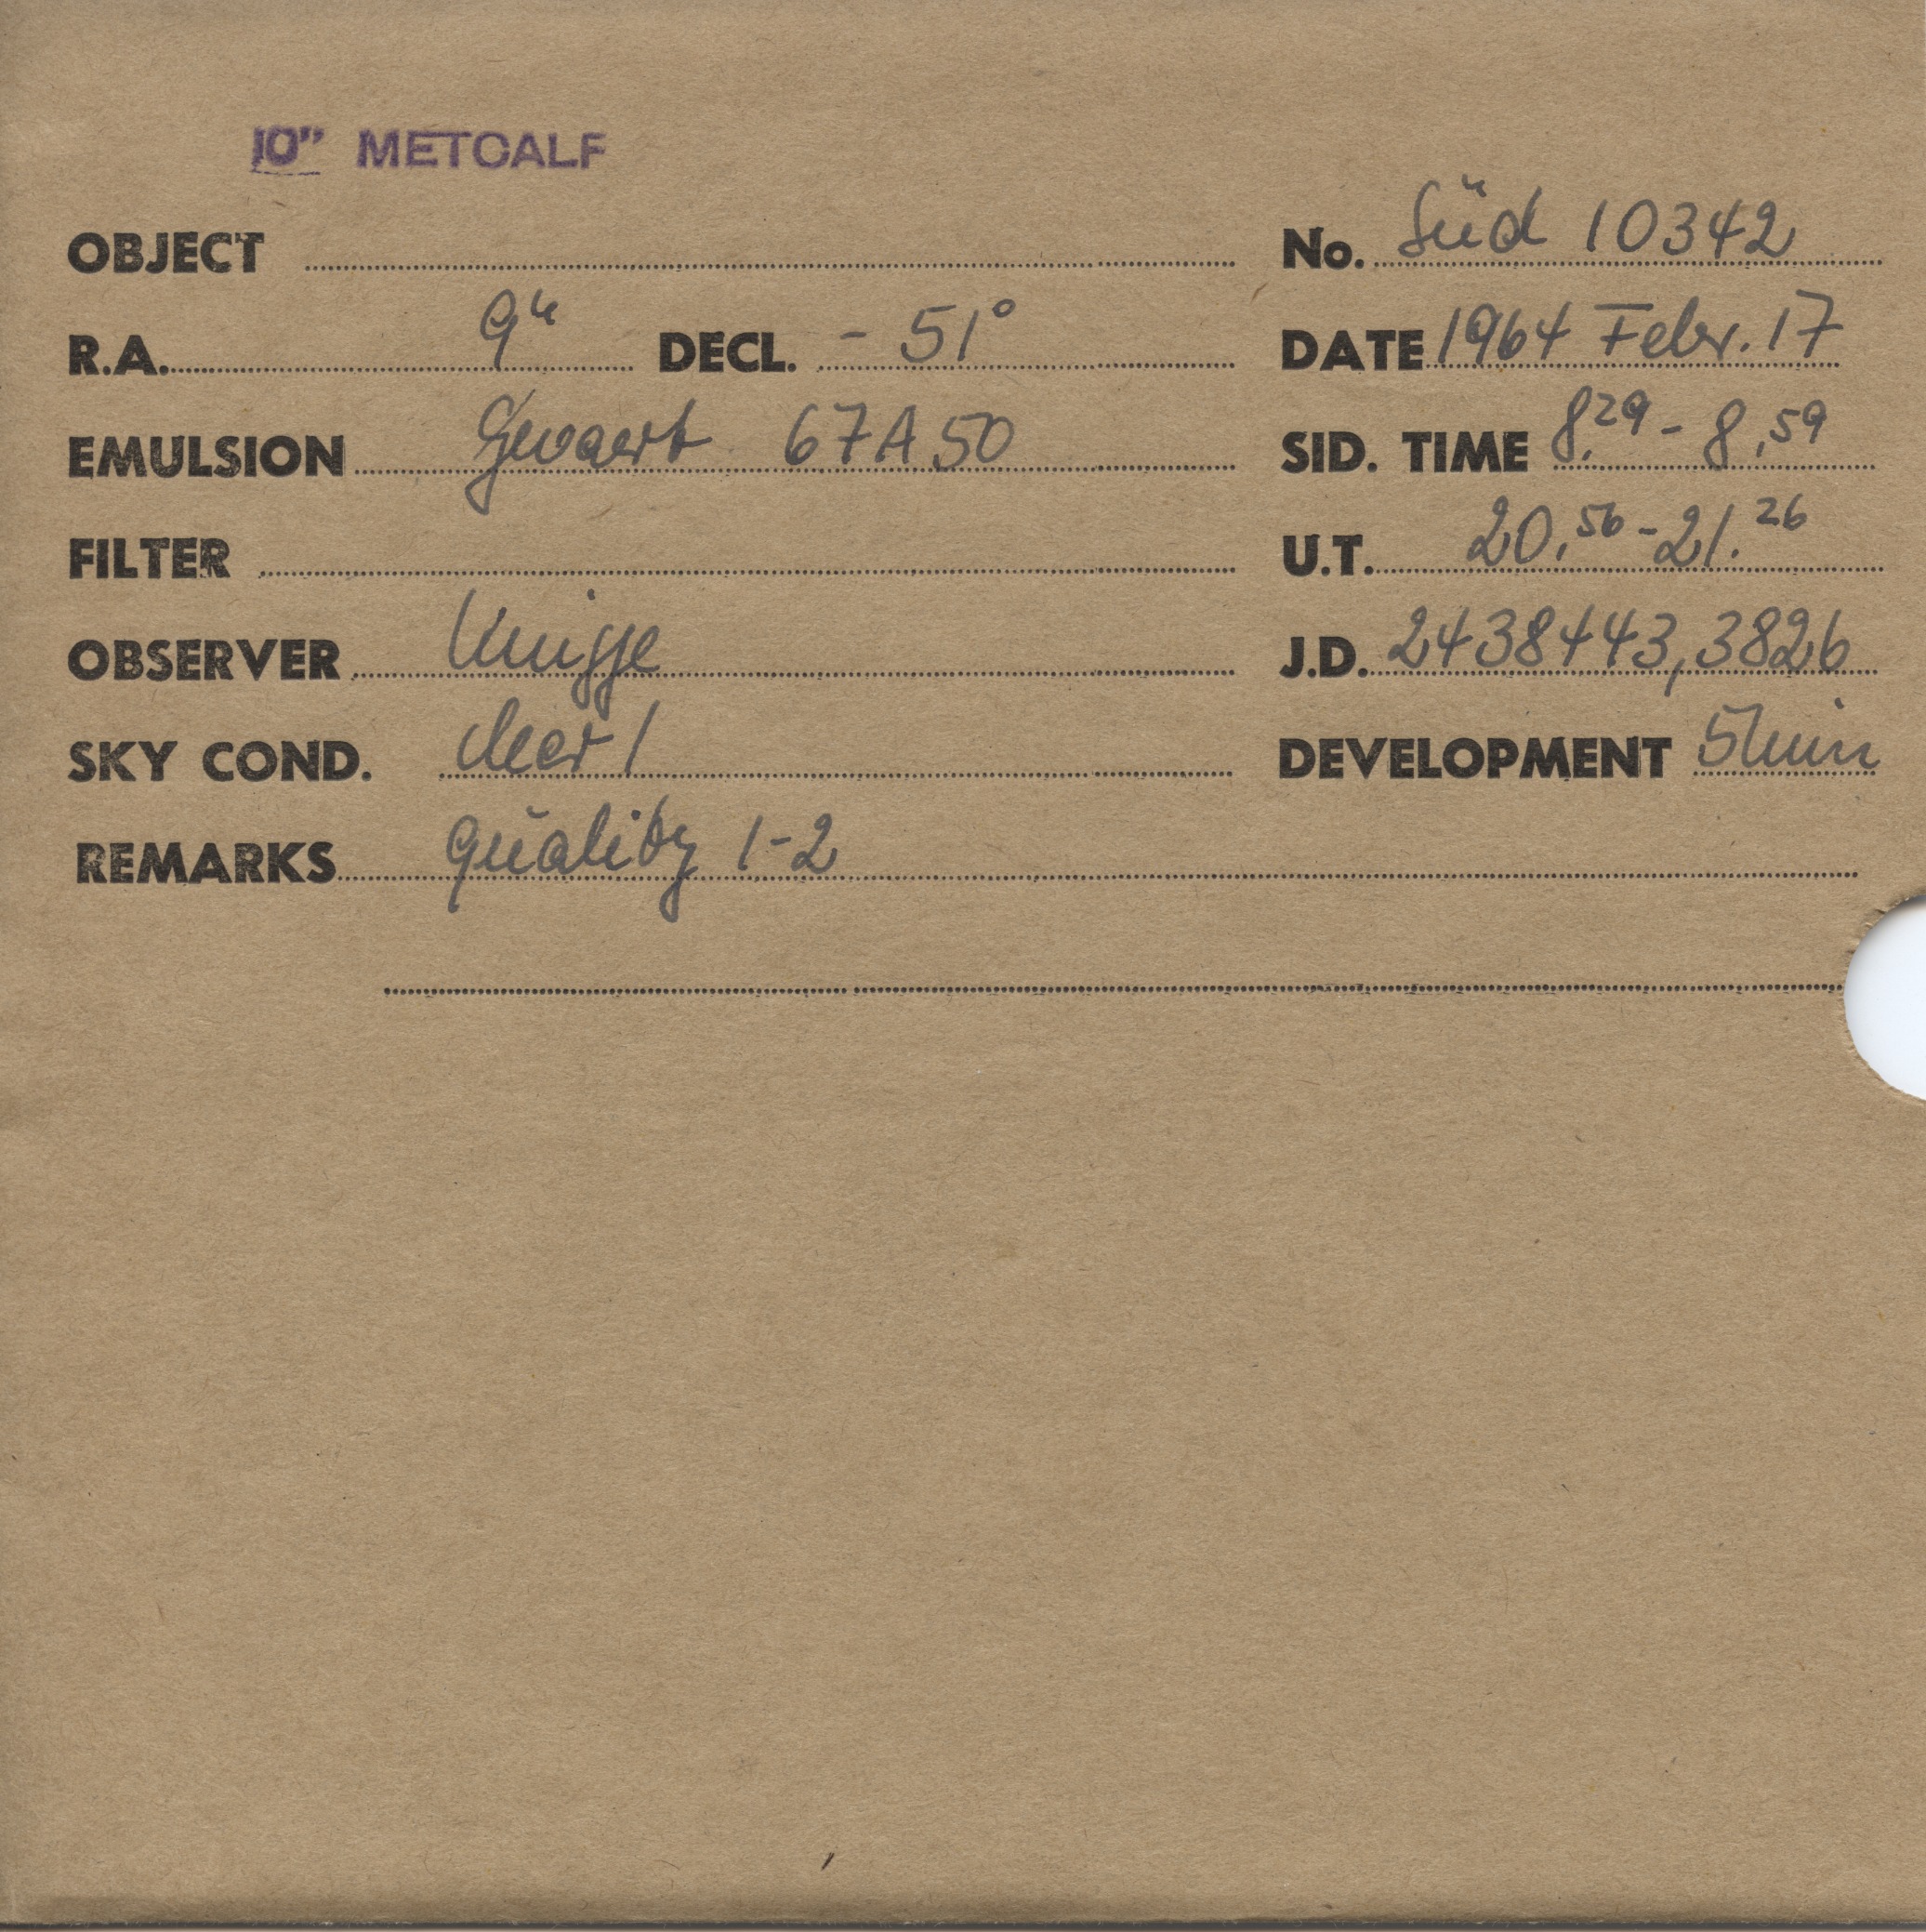 10" METCALF
OBJECT No. Süd 10342
R.A. 9h DECL. - 51° DATE 1964 Febr. 17
EMULSION Gevaert 67A50 SID. TIME 8.29 - 8.59
FILTER U.T. 20.56 - 21.26
OBSERVER Knigge J.D. 2438443,3826
SKY COND. clear 1 DEVELOPMENT 5min
REMARKS quality 1-2